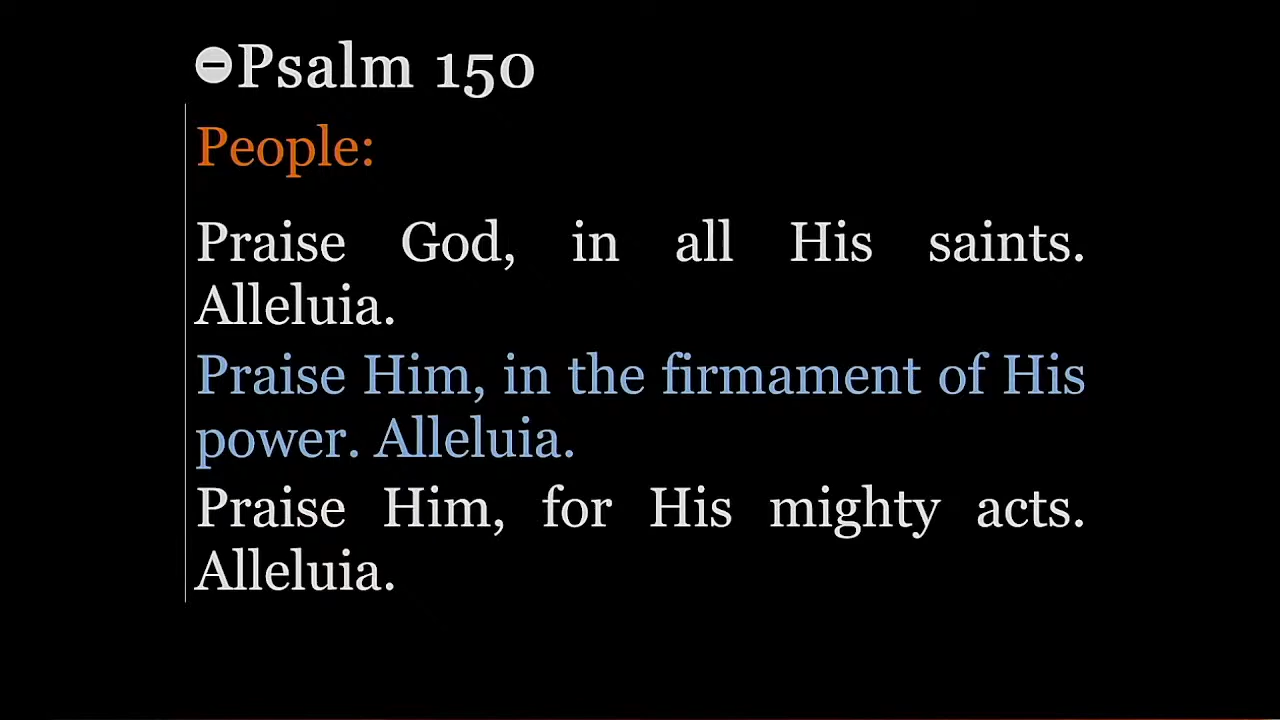 Psalm 150
People:
Praise God, in all His saints.
Alleluia.
Praise Him, in the firmament of His
power. Alleluia.
Praise Him, for His mighty acts.
Alleluia.